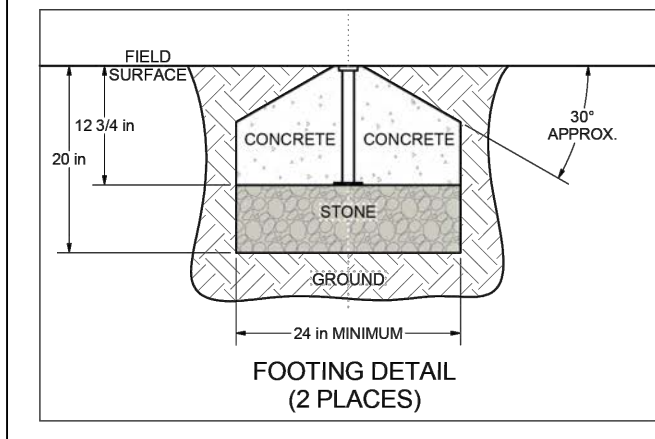 FIELD
SURFACE
12 3/4 in
20 in
CONCRETE
CONCRETE
30°
APPROX.
STONE
GROUND
24 in MINIMUM
FOOTING DETAIL
(2 PLACES)